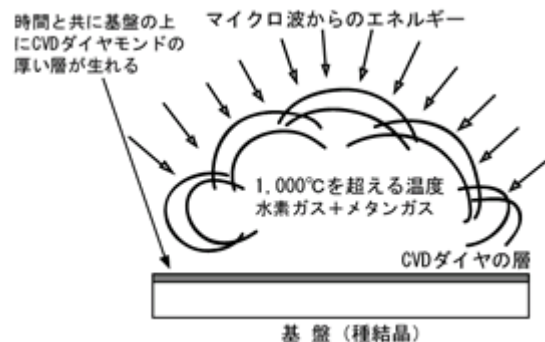 時間と共に基盤の上
にCVDダイヤモンドの
厚い層が生れる
マイクロ波からのエネルギー
1,000℃を超える温度
水素ガス＋メタンガス
CVDダイヤの層
基 盤（種結晶）